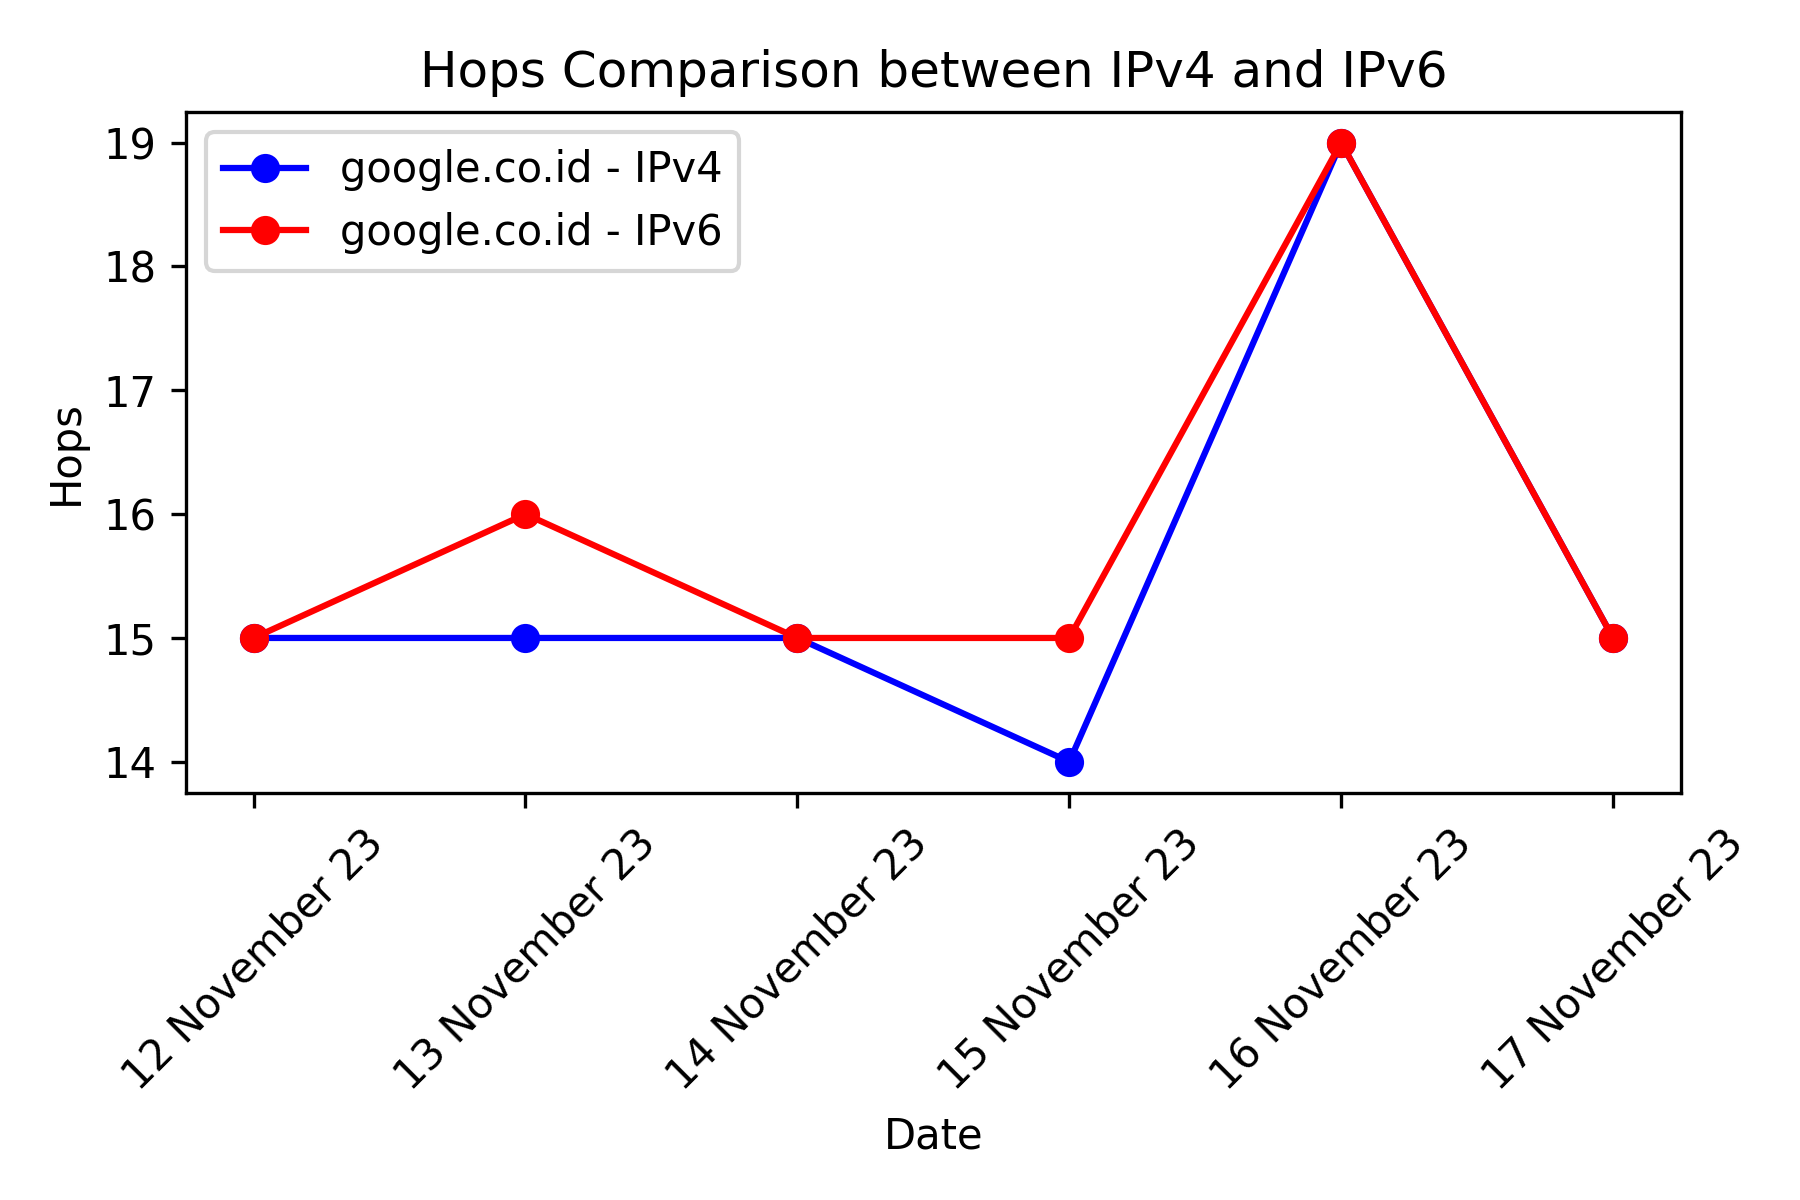 Hops Comparison between IPv4 and IPv6
google.co.id - IPv4
google.co.id - IPv6
19
18
17
16
15
14
Hops
12 November 23
13 November 23
14 November 23
15 November 23
16 November 23
17 November 23
Date